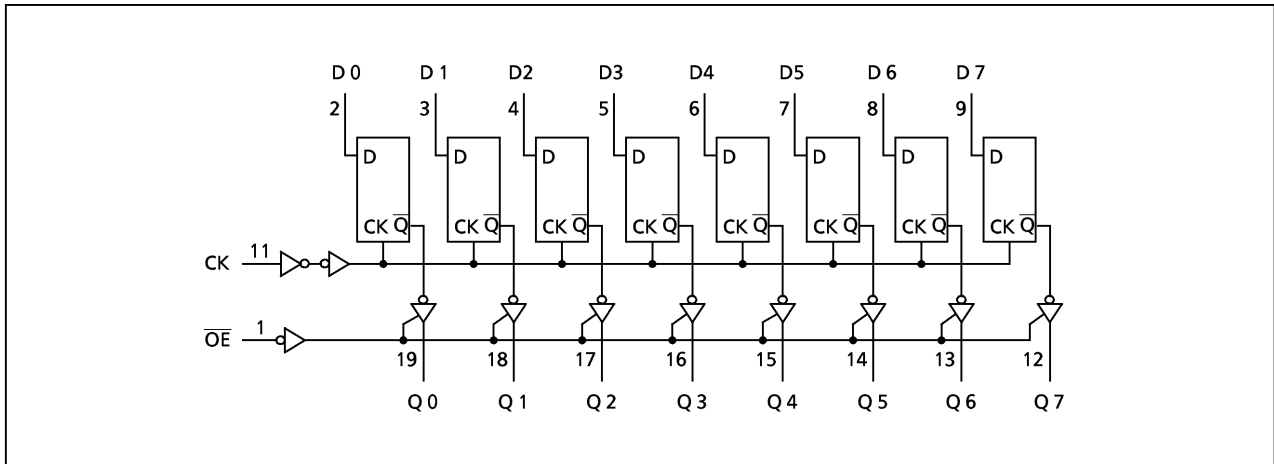 D 0 D 1 D2 D3 D4 D5 D 6 D 7
2 3 4 5 6 7 8 9
D D D D D D D D
CK Q̅ CK Q̅ CK Q̅ CK Q̅ CK Q̅ CK Q̅ CK Q̅ CK Q̅
CK 11
O̅E̅ 1
19 18 17 16 15 14 13 12
Q 0 Q 1 Q 2 Q 3 Q 4 Q 5 Q 6 Q 7